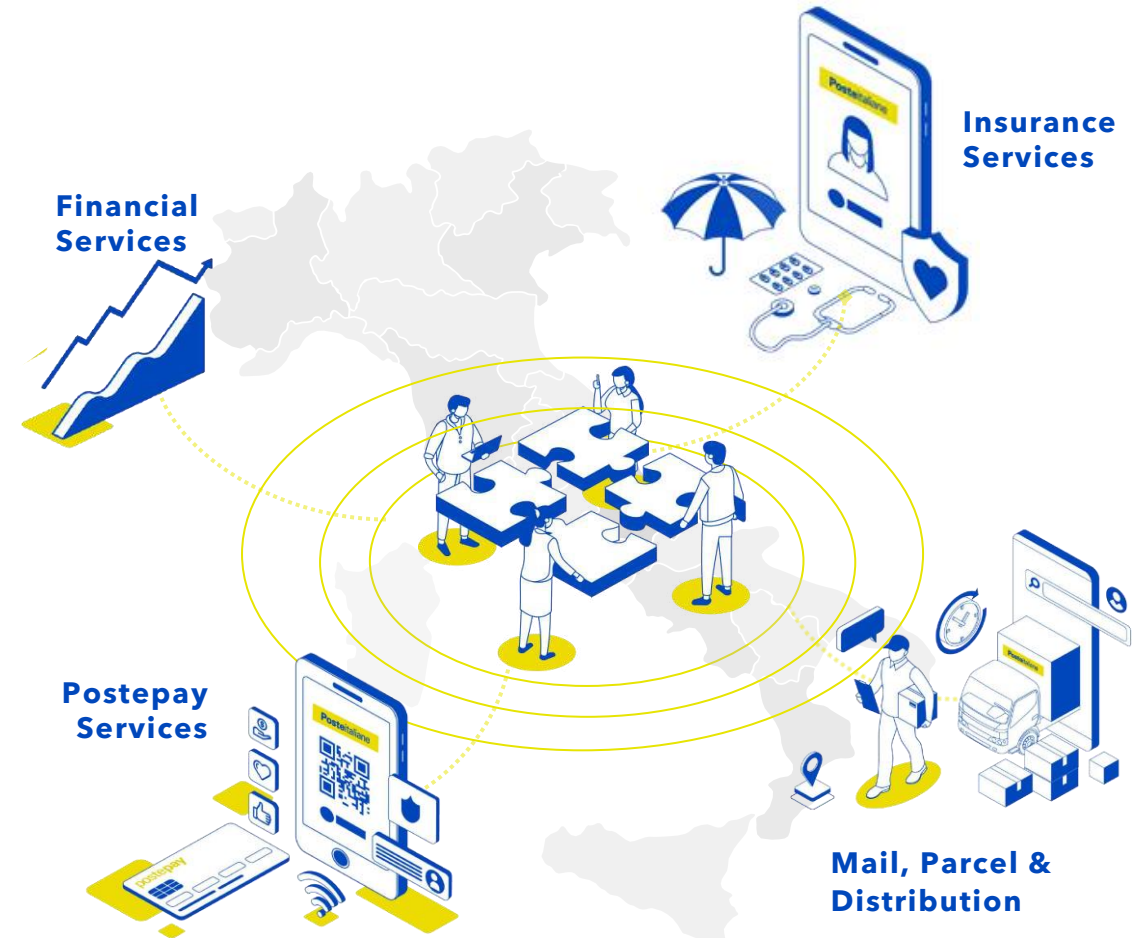 Posteitaliane
Insurance
Services
Financial
Services
Postepay
Services
Posteitaliane
postepay
Posteitaliane
Mail, Parcel &
Distribution